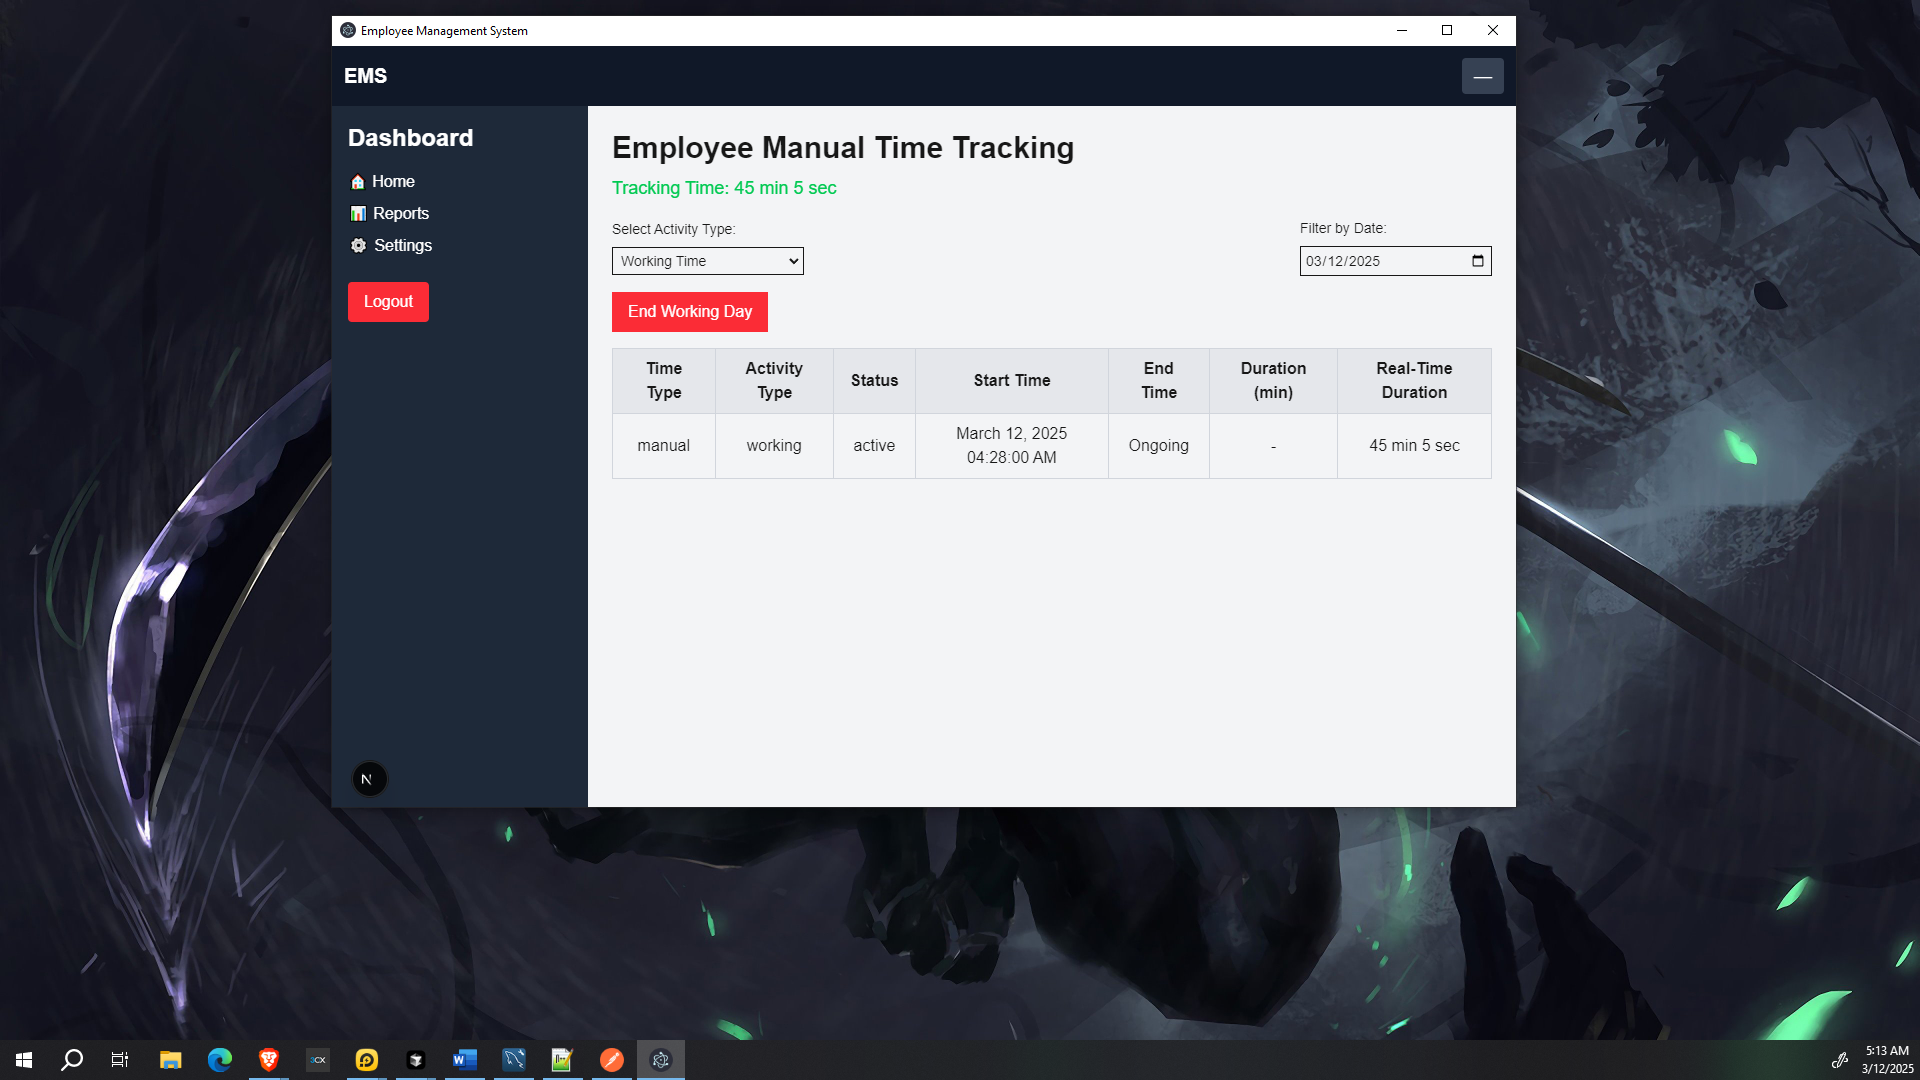 Employee Management System
EMS
—
Dashboard
Home
Reports
Settings
Logout
N
Employee Manual Time Tracking
Tracking Time: 45 min 5 sec
Select Activity Type:
Working Time
Filter by Date:
03/12/2025
End Working Day
Time Type
Activity Type
Status
Start Time
End Time
Duration (min)
Real-Time Duration
manual
working
active
March 12, 2025
04:28:00 AM
Ongoing
-
45 min 5 sec
3CX
W
5:13 AM
3/12/2025